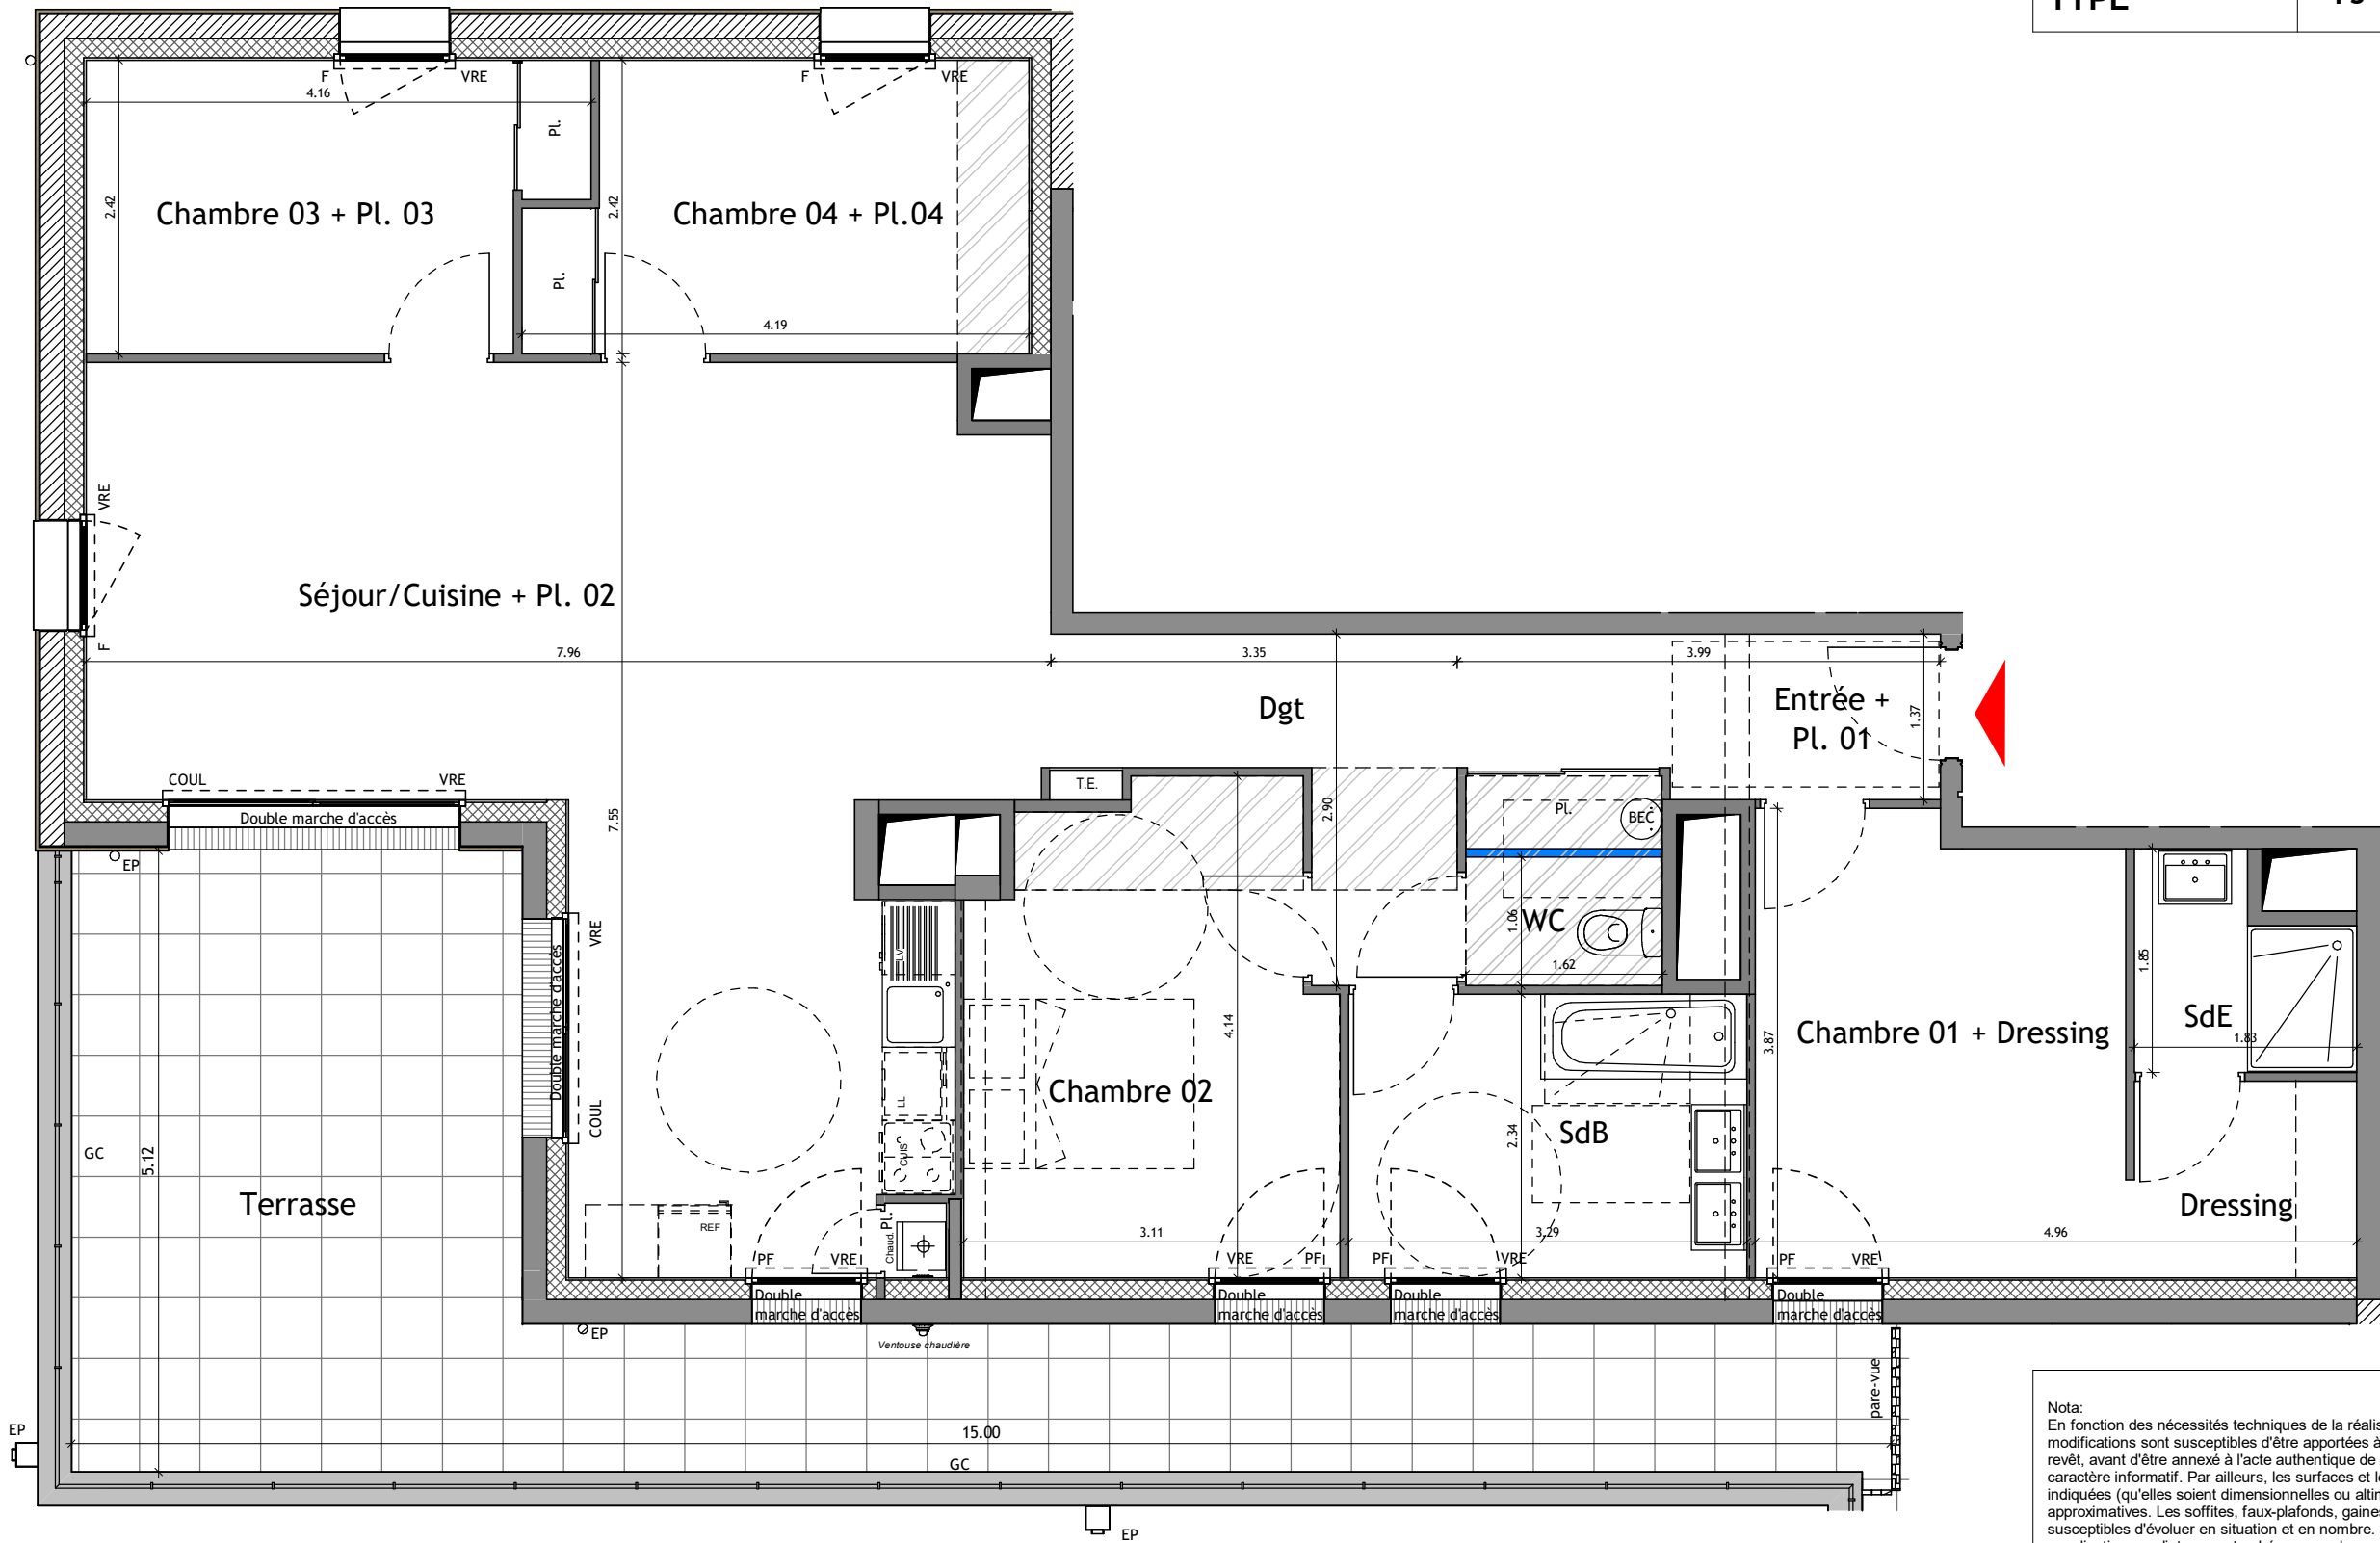 TYPE
F
VRE
F
VRE
4.16
Pl.
2.42
Chambre 03 + Pl. 03
2.42
Chambre 04 + Pl.04
Pl.
4.19
VRE
Séjour/Cuisine + Pl. 02
F
7.96
3.35
3.99
Dgt
Entrée +
Pl. 01
1.37
COUL
VRE
Double marche d'accès
T.E.
7.55
2.90
Pl.
BEC
EP
VRE
Double marche d'accès
COUL
LV
WC
1.06
1.62
1.85
4.14
3.87
Chambre 01 + Dressing
SdE
1.83
LL
Chambre 02
CUIS
SdB
2.34
GC
5.12
Terrasse
REF
Pl.
Chaud.
Dressing
3.11
3.29
4.96
PF
VRE
VRE
PF
PF
VRE
PF
VRE
Double
marche d'accès
Double
marche d'accès
Double
marche d'accès
Double
marche d'accès
EP
Ventouse chaudière
pare-vue
15.00
GC
EP
EP
Nota:
En fonction des nécessités techniques de la
modifications sont susceptibles d'être apportées à
revêt, avant d'être annexé à l'acte authentique de
caractère informatif. Par ailleurs, les surfaces et
indiquées (qu'elles soient dimensionnelles ou
approximatives. Les soffites, faux-plafonds,
susceptibles d'évoluer en situation et en nombre.